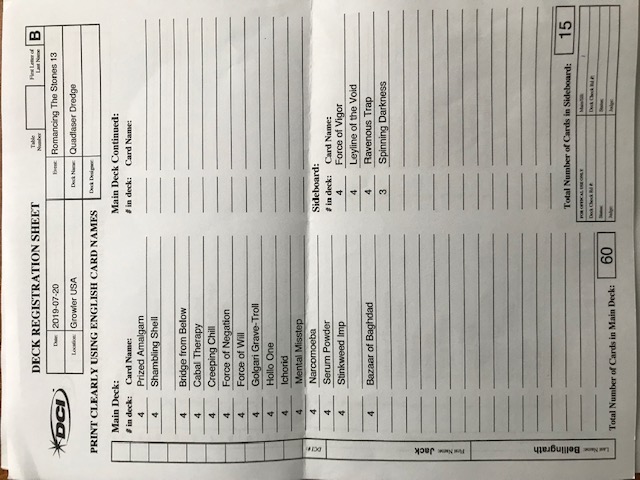 DECK REGISTRATION SHEET
Table Number
First Letter of Last Name
B
DCI
Date: 2019-07-20
Event: Romancing The Stones 13
Location: Growler USA
Deck Name: Quadlaser Dredge
Deck Designer:
PRINT CLEARLY USING ENGLISH CARD NAMES
Main Deck:
# in deck: Card Name:
4 Prized Amalgam
4 Shambling Shell
4 Bridge from Below
4 Cabal Therapy
4 Creeping Chill
4 Force of Negation
4 Force of Will
4 Golgari Grave-Troll
4 Hollo One
4 Ichorid
4 Mental Misstep
4 Narcomoeba
4 Serum Powder
4 Stinkweed Imp
4 Bazaar of Baghdad
Total Number of Cards in Main Deck: 60
Main Deck Continued:
# in deck: Card Name:
Sideboard:
# in deck: Card Name:
4 Force of Vigor
4 Leyline of the Void
4 Ravenous Trap
3 Spinning Darkness
Total Number of Cards in Sideboard: 15
FOR OFFICAL USE ONLY
Main/SB:
Deck Check Rd #:
Deck Check Rd #:
Status:
Status:
Judge:
Judge:
DCI #:
First Name: Jack
Last Name: Bellingrath